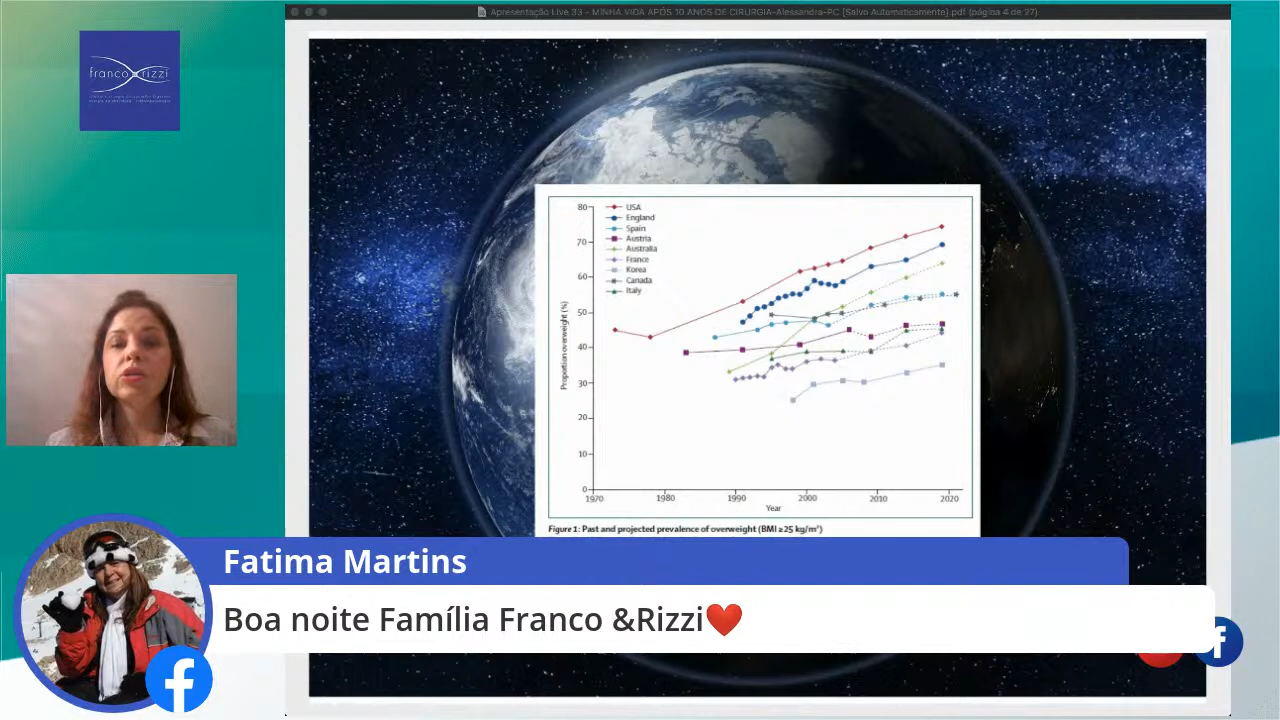 Apresentação Live 33 - MINHA VIDA APÓS 10 ANOS DE CIRURGIA-Alessandra-PC [Salvo Automaticamente].pdf (página 4 de 27)
franco rizzi
80
70
60
50
40
30
20
10
0
Proportion overweight (%)
USA
England
Spain
Austria
Australia
France
Korea
Canada
Italy
1970 1980 1990 2000 2010 2020
Year
Figure 1: Past and projected prevalence of overweight (BMI ≥25 kg/m²)
Fatima Martins
Boa noite Família Franco &Rizzi❤️